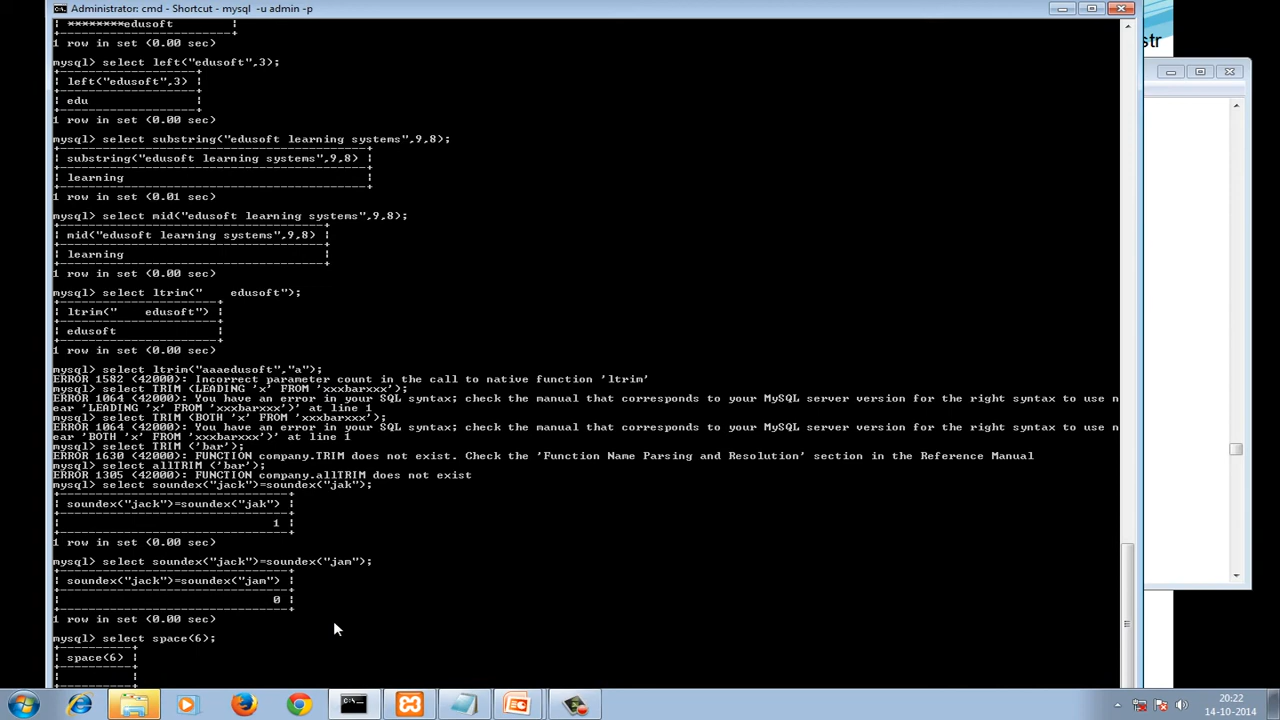 Administrator: cmd - Shortcut - mysql -u admin -p
| ********edusoft |
1 row in set (0.00 sec)
mysql> select left("edusoft",3);
| left("edusoft",3) |
| edu |
1 row in set (0.00 sec)
mysql> select substring("edusoft learning systems",9,8);
| substring("edusoft learning systems",9,8) |
| learning |
1 row in set (0.01 sec)
mysql> select mid("edusoft learning systems",9,8);
| mid("edusoft learning systems",9,8) |
| learning |
1 row in set (0.00 sec)
mysql> select ltrim("    edusoft");
| ltrim("    edusoft") |
| edusoft |
1 row in set (0.00 sec)
mysql> select ltrim("aaaedusoft","a");
ERROR 1582 (42000): Incorrect parameter count in the call to native function 'ltrim'
mysql> select TRIM (LEADING 'x' FROM 'xxxbarxxx');
ERROR 1064 (42000): You have an error in your SQL syntax; check the manual that corresponds to your MySQL server version for the right syntax to use n
ear 'LEADING 'x' FROM 'xxxbarxxx')' at line 1
mysql> select TRIM (BOTH 'x' FROM 'xxxbarxxx');
ERROR 1064 (42000): You have an error in your SQL syntax; check the manual that corresponds to your MySQL server version for the right syntax to use n
ear 'BOTH 'x' FROM 'xxxbarxxx')' at line 1
mysql> select TRIM ('bar');
ERROR 1630 (42000): FUNCTION company.TRIM does not exist. Check the 'Function Name Parsing and Resolution' section in the Reference Manual
mysql> select allTRIM ('bar');
ERROR 1305 (42000): FUNCTION company.allTRIM does not exist
mysql> select soundex("jack")=soundex("jak");
| soundex("jack")=soundex("jak") |
| 1 |
1 row in set (0.00 sec)
mysql> select soundex("jack")=soundex("jam");
| soundex("jack")=soundex("jam") |
| 0 |
1 row in set (0.00 sec)
mysql> select space(6);
| space(6) |
| |
str
20:22
14-10-2014